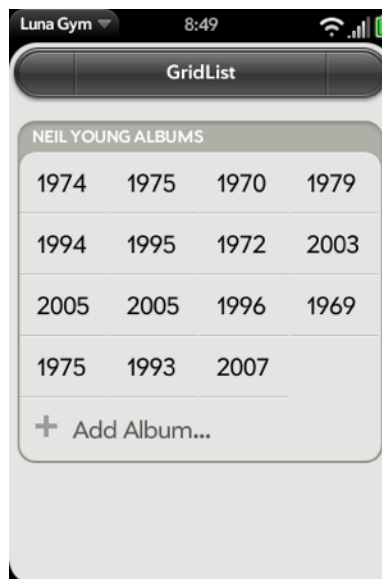 Luna Gym 8:49
GridList
NEIL YOUNG ALBUMS
1974 1975 1970 1979
1994 1995 1972 2003
2005 2005 1996 1969
1975 1993 2007
+ Add Album...